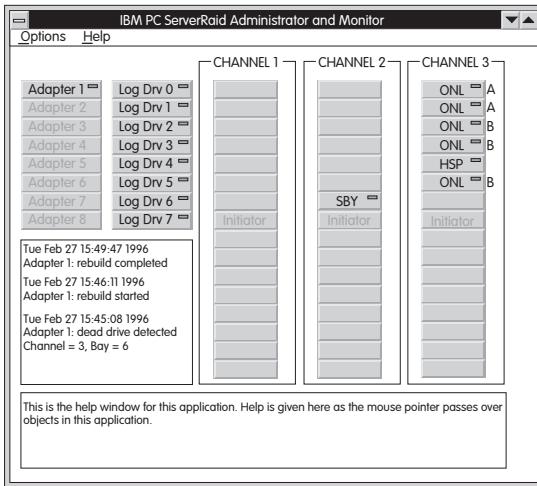 IBM PC ServerRaid Administrator and Monitor
Options Help
CHANNEL 1 CHANNEL 2 CHANNEL 3
Adapter 1 Log Drv 0 ONL A
Adapter 2 Log Drv 1 ONL A
Adapter 3 Log Drv 2 ONL B
Adapter 4 Log Drv 3 ONL B
Adapter 5 Log Drv 4 HSP
Adapter 6 Log Drv 5 ONL B
Adapter 7 Log Drv 6 SBY
Adapter 8 Log Drv 7 Initiator Initiator Initiator
Tue Feb 27 15:49:47 1996
Adapter 1: rebuild completed
Tue Feb 27 15:46:11 1996
Adapter 1: rebuild started
Tue Feb 27 15:45:08 1996
Adapter 1: dead drive detected
Channel = 3, Bay = 6
This is the help window for this application. Help is given here as the mouse pointer passes over
objects in this application.